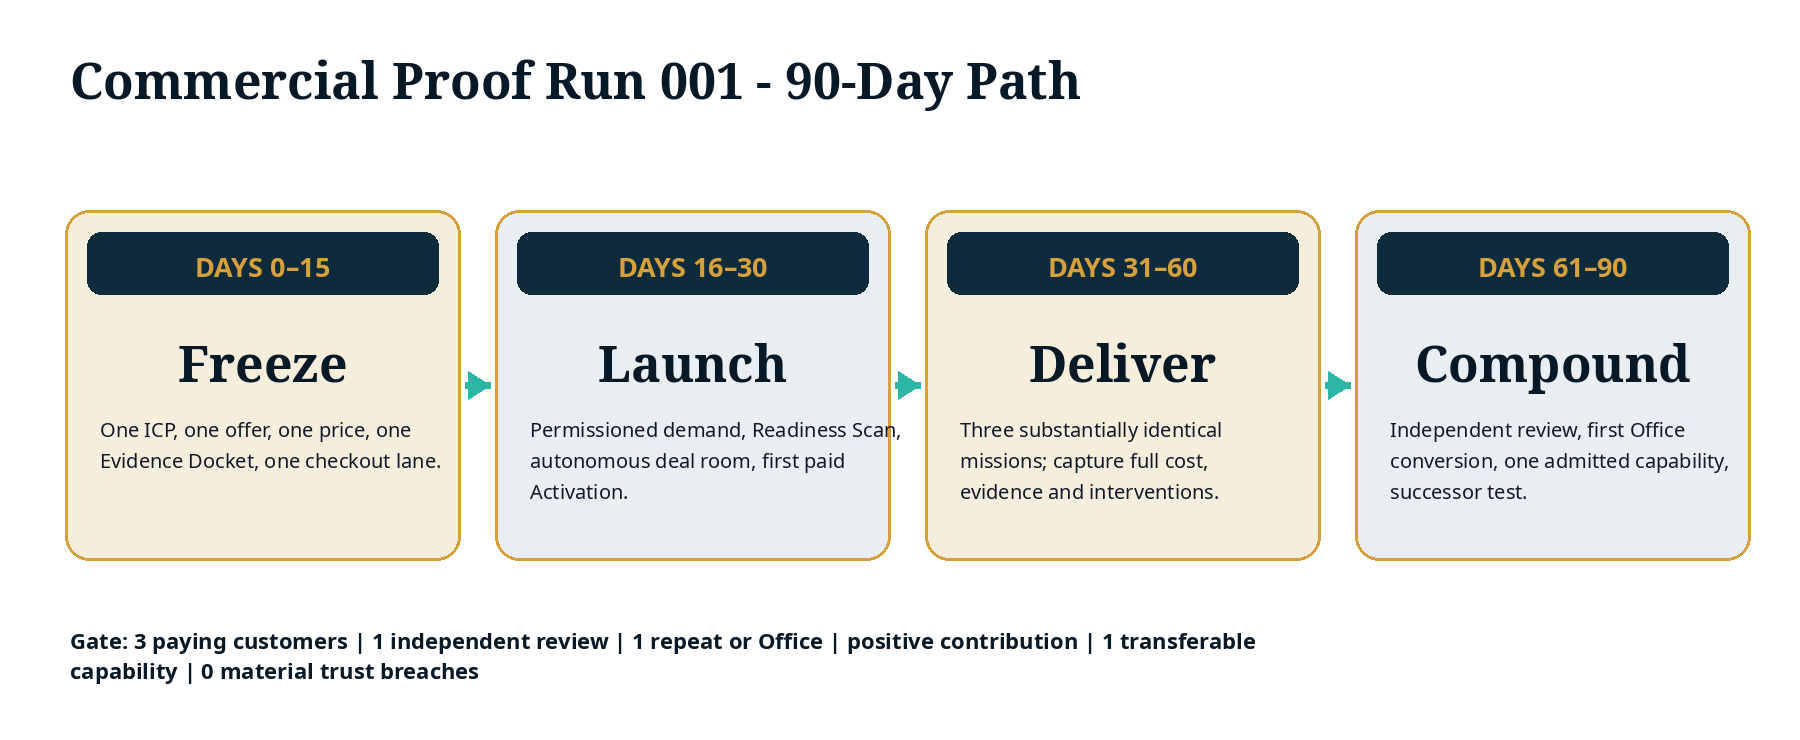 Commercial Proof Run 001 - 90-Day Path
DAYS 0–15
Freeze
One ICP, one offer, one price, one
Evidence Docket, one checkout lane.
DAYS 16–30
Launch
Permissioned demand, Readiness Scan,
autonomous deal room, first paid
Activation.
DAYS 31–60
Deliver
Three substantially identical
missions; capture full cost,
evidence and interventions.
DAYS 61–90
Compound
Independent review, first Office
conversion, one admitted capability,
successor test.
Gate: 3 paying customers | 1 independent review | 1 repeat or Office | positive contribution | 1 transferable
capability | 0 material trust breaches